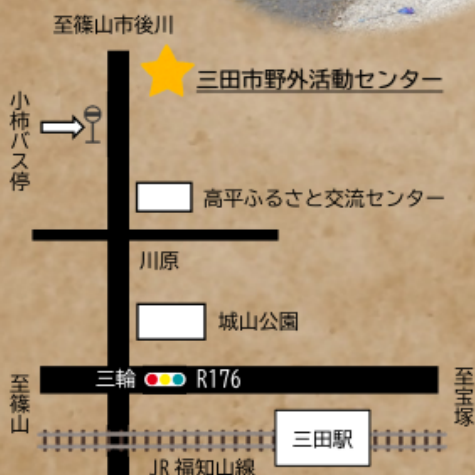 至篠山市後川
三田市野外活動センター
小柿バス停
高平ふるさと交流センター
川原
城山公園
三輪 R176
至篠山
至宝塚
三田駅
JR福知山線